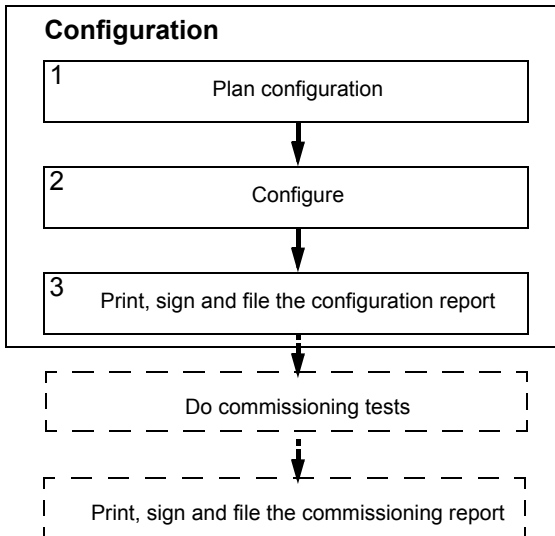 Configuration
1
Plan configuration
2
Configure
3
Print, sign and file the configuration report
Do commissioning tests
Print, sign and file the commissioning report